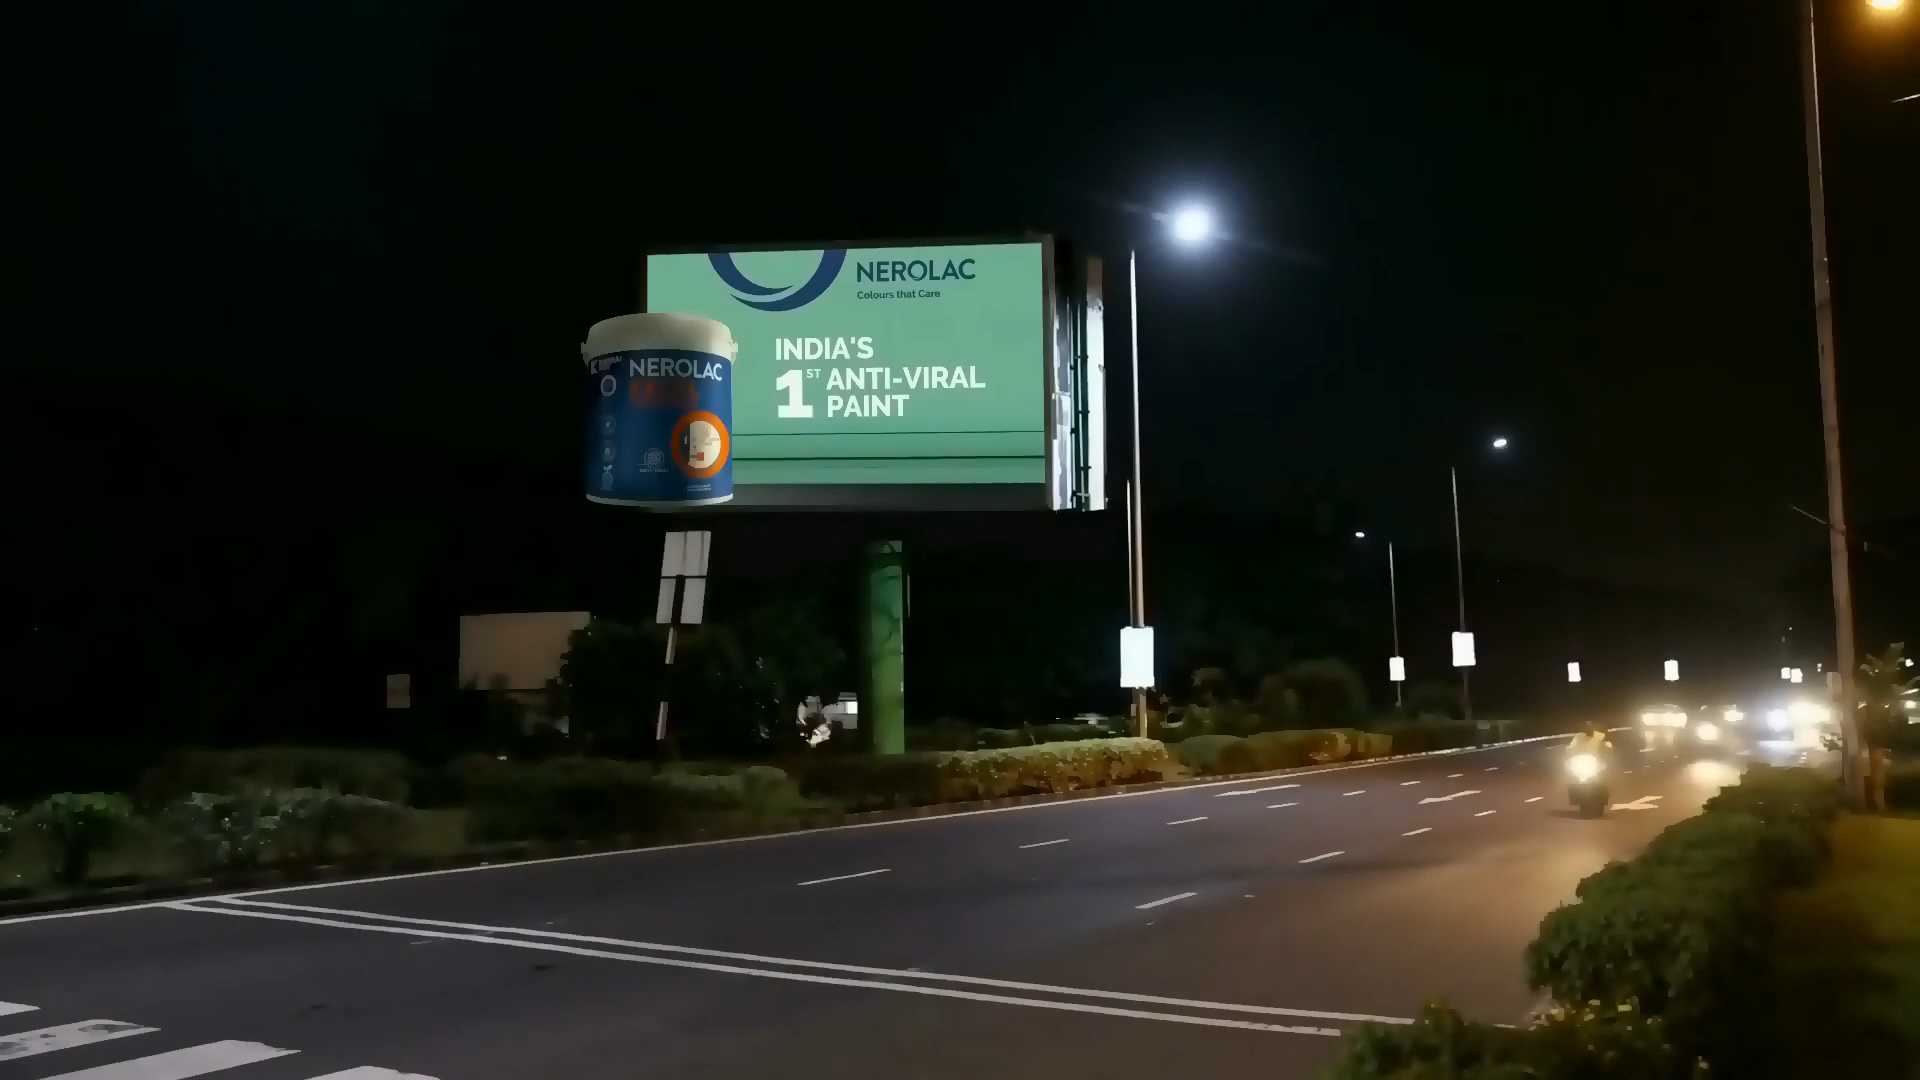 NEROLAC
Colours that Care
INDIA'S
1ST ANTI-VIRAL
PAINT
NEROLAC